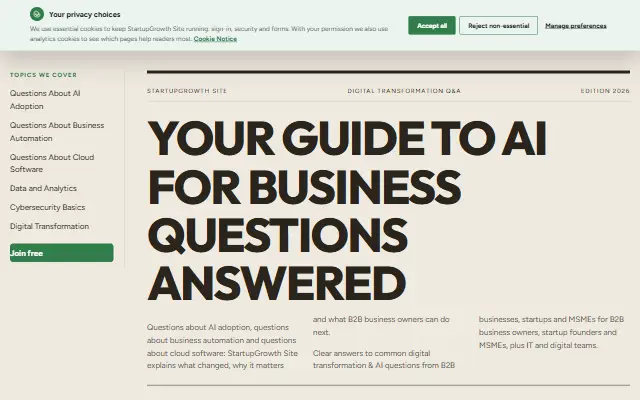 Your privacy choices
We use essential cookies to keep StartupGrowth Site running: sign-in, security and forms. With your permission we also use
analytics cookies to see which pages help readers most. Cookie Notice
Accept all
Reject non-essential
Manage preferences
TOPICS WE COVER
Questions About AI
Adoption
Questions About Business
Automation
Questions About Cloud
Software
Data and Analytics
Cybersecurity Basics
Digital Transformation
Join free
STARTUPGROWTH SITE
DIGITAL TRANSFORMATION Q&A
EDITION 2026
YOUR GUIDE TO AI
FOR BUSINESS
QUESTIONS
ANSWERED
Questions about AI adoption, questions
about business automation and questions
about cloud software: StartupGrowth Site
explains what changed, why it matters
and what B2B business owners can do
next.
Clear answers to common digital
transformation & AI questions from B2B
businesses, startups and MSMEs for B2B
business owners, startup founders and
MSMEs, plus IT and digital teams.